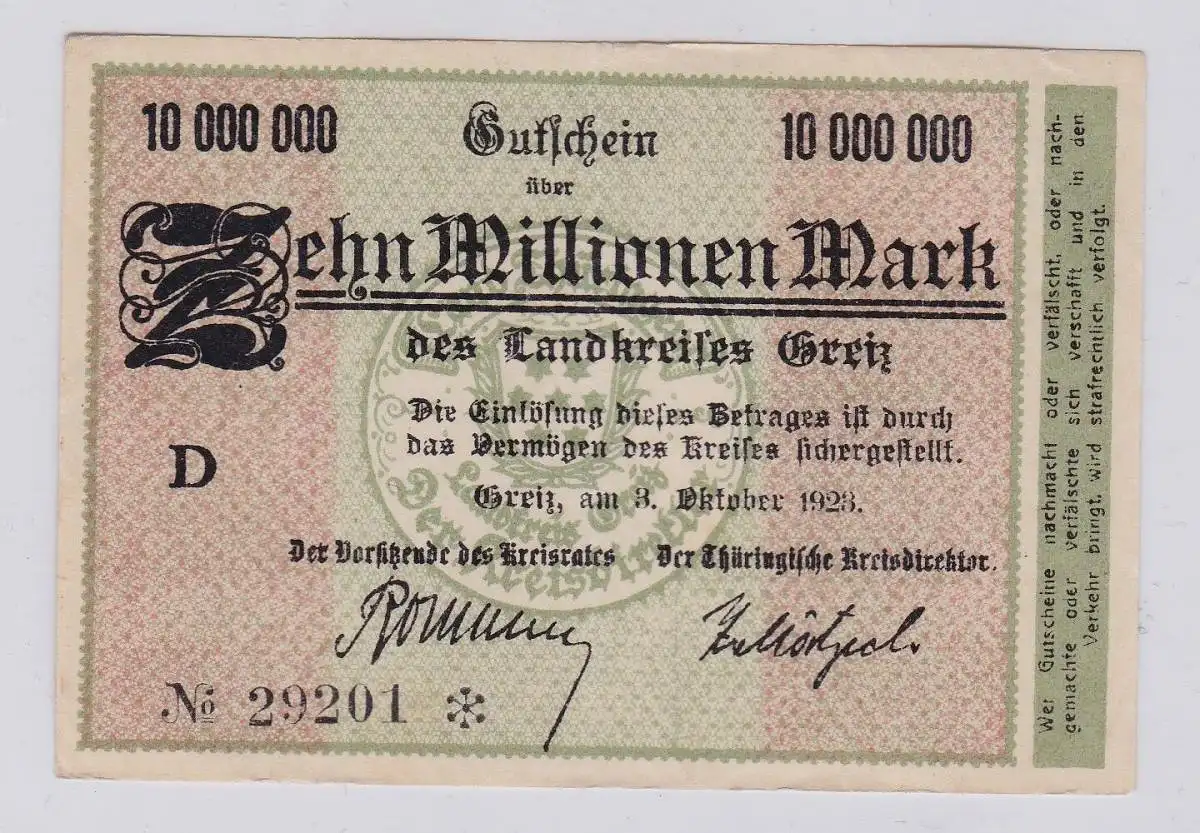 10 000 000 Gutschein 10 000 000
über
Zehn Millionen Mark
des Landkreises Greiz
Die Einlösung dieses Betrages ist durch
das Vermögen des Kreises sichergestellt.
D
Greiz, am 3. Oktober 1923.
Der Vorsitzende des Kreisrates Der Thüringische Kreisdirektor.
№ 29201 *
Wer Gutscheine nachmacht oder verfälscht, oder nach-
gemachte oder verfälschte sich verschafft und in den
Verkehr bringt, wird strafrechtlich verfolgt.